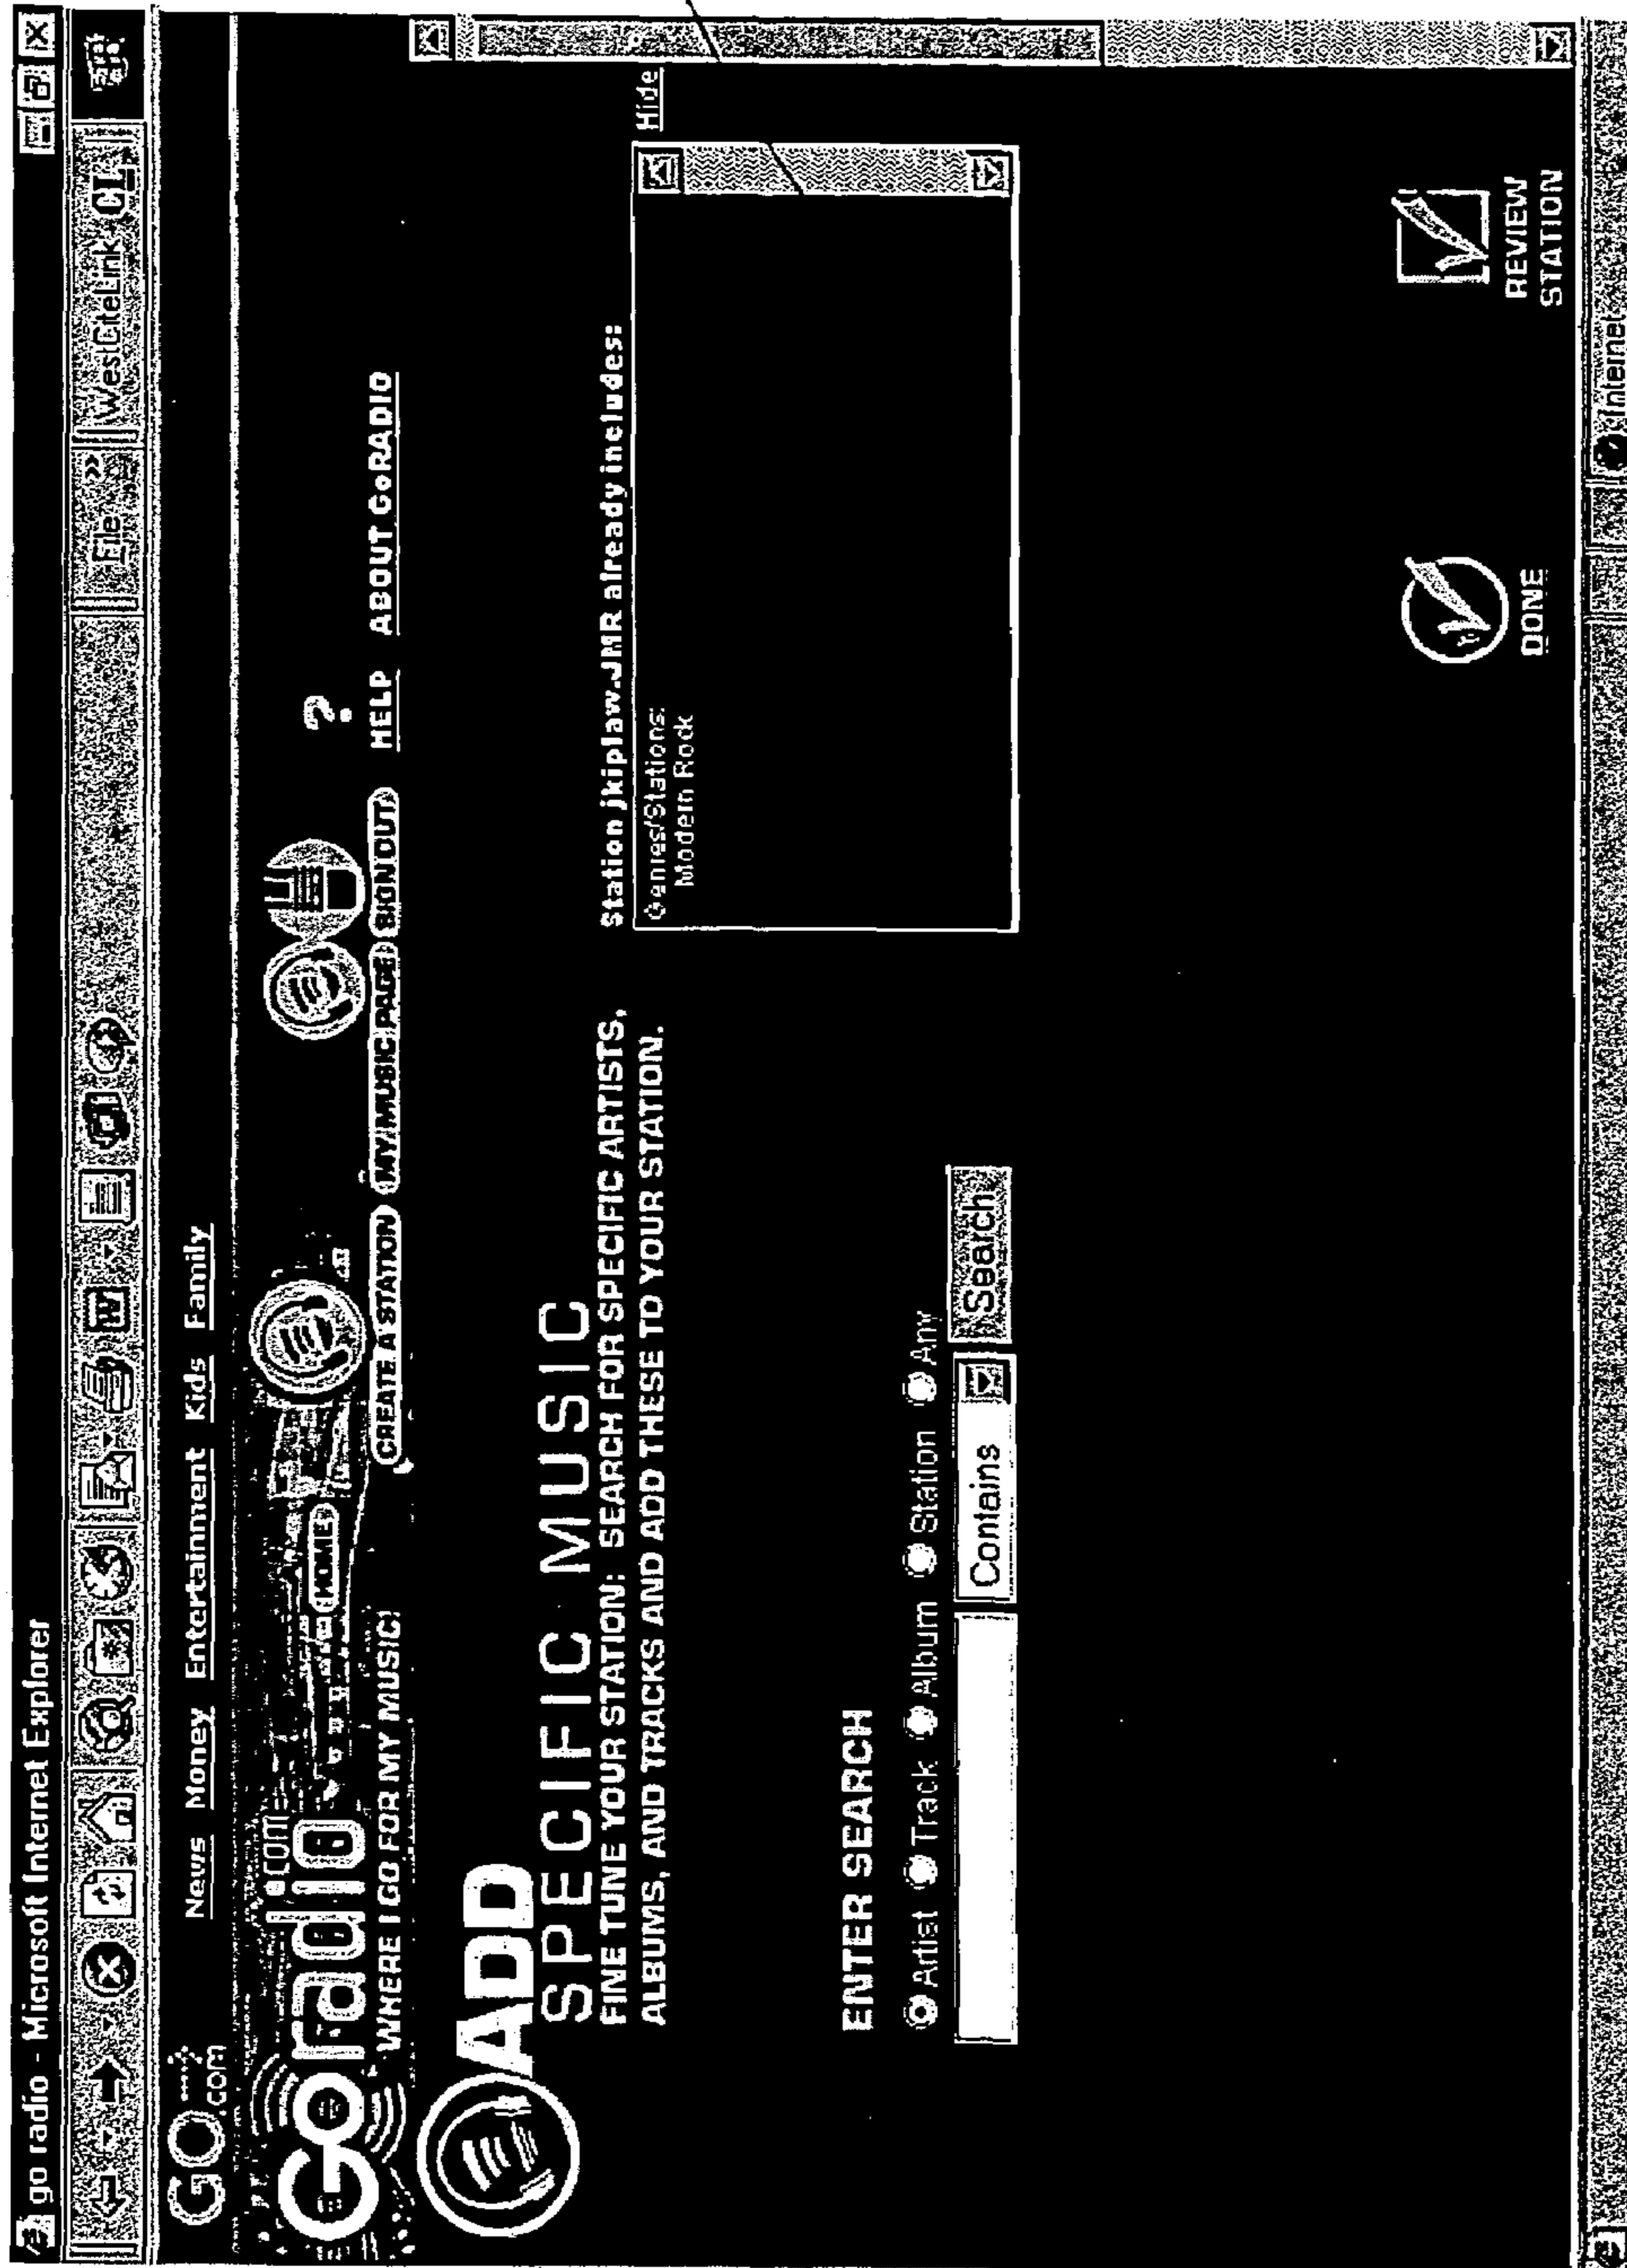 go radio - Microsoft Internet Explorer
File » WestCiteLink CL
GO.com
News Money Entertainment Kids Family
Go radio.com
HOME
WHERE I GO FOR MY MUSIC!
CREATE A STATION MY MUSIC PAGE SIGN OUT HELP ABOUT GoRADIO
?
ADD
SPECIFIC MUSIC
FINE TUNE YOUR STATION: SEARCH FOR SPECIFIC ARTISTS,
ALBUMS, AND TRACKS AND ADD THESE TO YOUR STATION.
Station jkiplaw.JMR already includes:
Hide
Genres/Stations:
Modern Rock
ENTER SEARCH
Artist Track Album Station Any
Contains Search
DONE
REVIEW
STATION
Internet